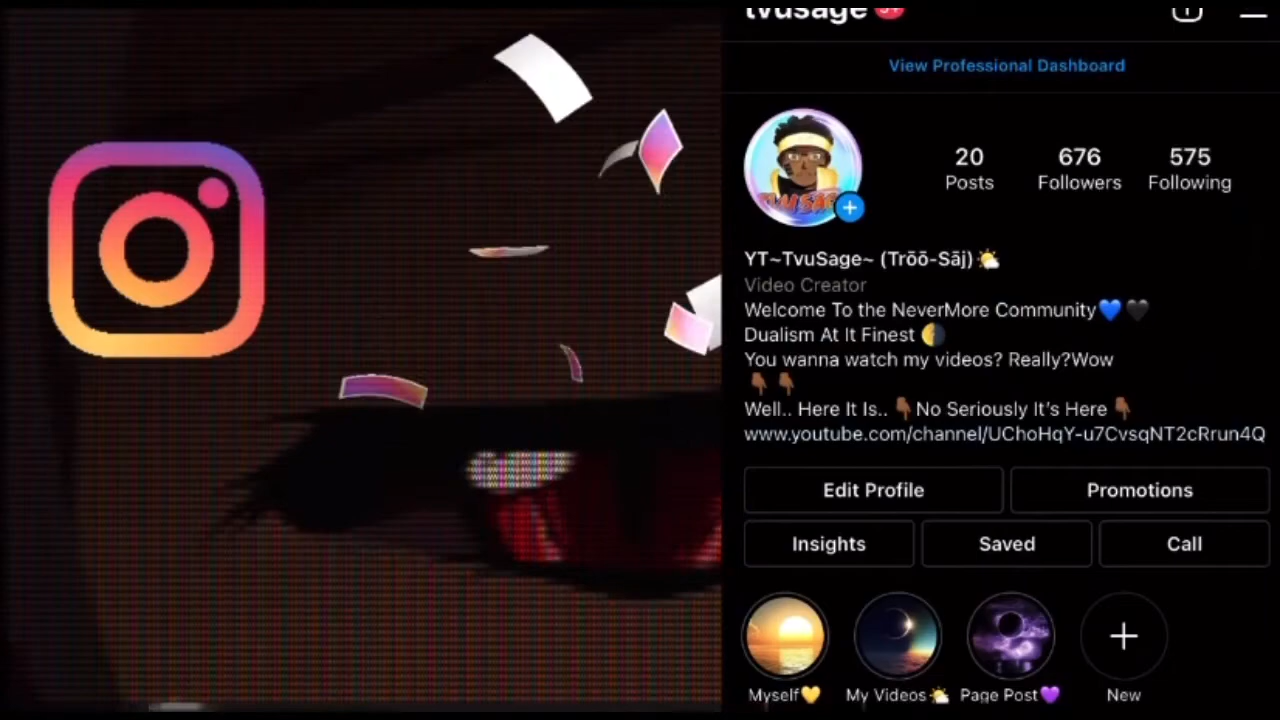 tvusage 9+
View Professional Dashboard
20 676 575
Posts Followers Following
TVUSAGE
YT~TvuSage~ (Trōō-Sāj)🌤️
Video Creator
Welcome To the NeverMore Community💙🖤
Dualism At It Finest 🌗
You wanna watch my videos? Really?Wow
👇🏾👇🏾
Well.. Here It Is.. 👇🏾No Seriously It's Here 👇🏾
www.youtube.com/channel/UChoHqY-u7CvsqNT2cRrun4Q
Edit Profile Promotions
Insights Saved Call
Myself💛 My Videos🌤️ Page Post💜 New